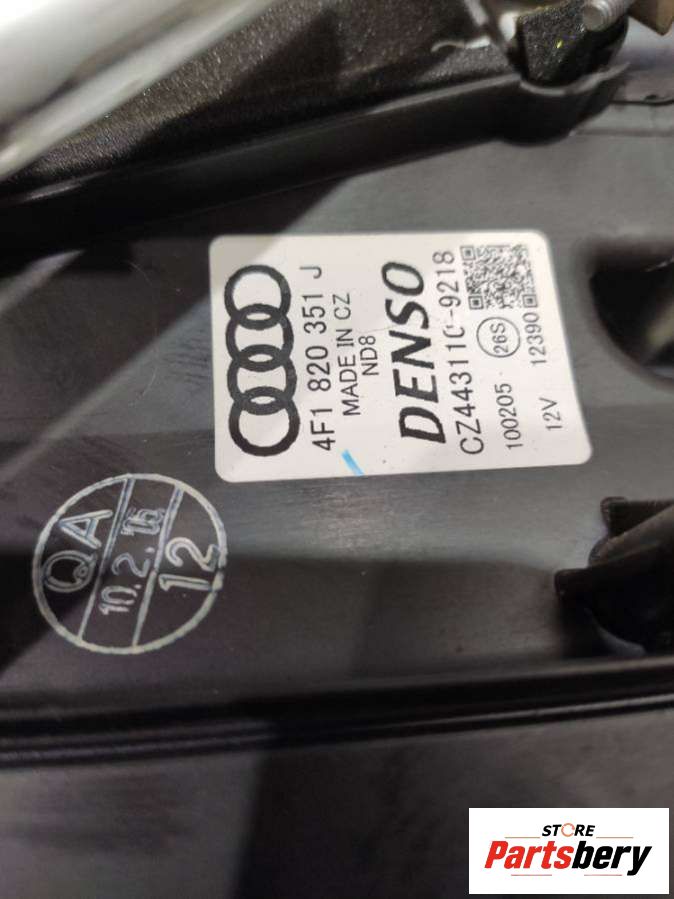 4F1 820 351 J
MADE IN CZ
ND8
DENSO
CZ443110-9218
100205 26S
12V 12390
QA
10.2.
12
STORE
Partsbery